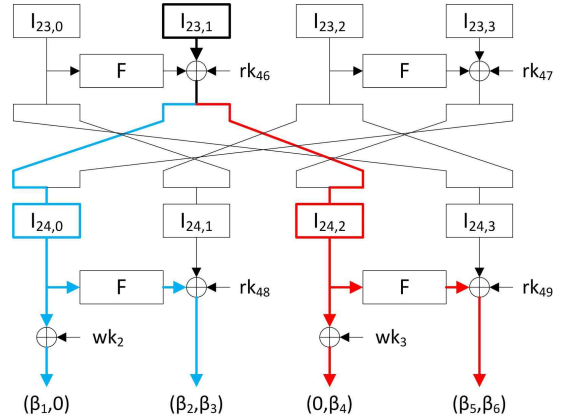 I₂₃,₀ I₂₃,₁ I₂₃,₂ I₂₃,₃
F rk₄₆ F rk₄₇
I₂₄,₀ I₂₄,₁ I₂₄,₂ I₂₄,₃
F rk₄₈ F rk₄₉
wk₂ wk₃
(β₁,0) (β₂,β₃) (0,β₄) (β₅,β₆)